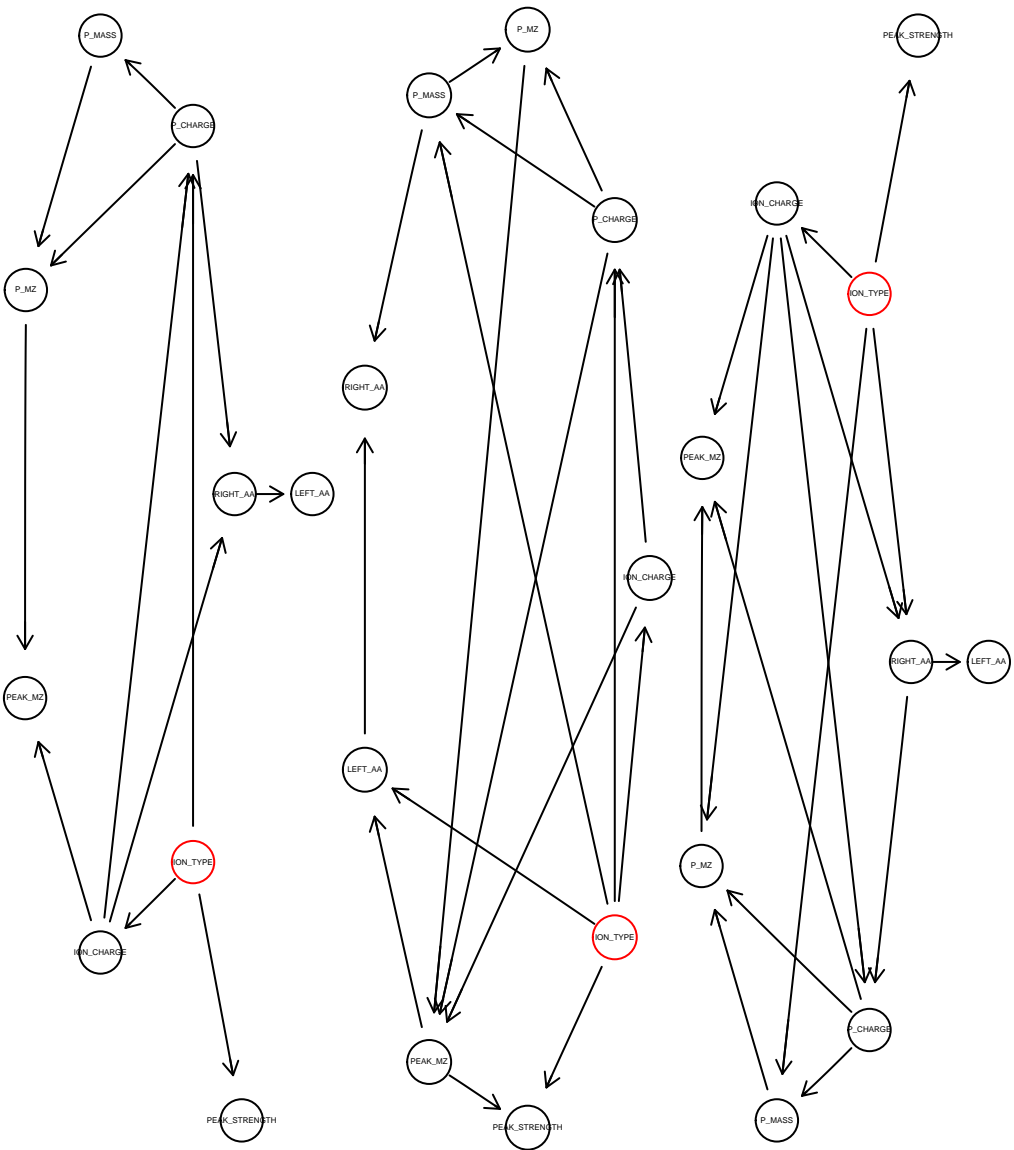 P_MASS
P_CHARGE
P_MZ
RIGHT_AA
LEFT_AA
PEAK_MZ
ION_TYPE
ION_CHARGE
PEAK_STRENGTH
P_MZ
P_MASS
P_CHARGE
RIGHT_AA
ION_CHARGE
LEFT_AA
ION_TYPE
PEAK_MZ
PEAK_STRENGTH
PEAK_STRENGTH
ION_CHARGE
ION_TYPE
PEAK_MZ
RIGHT_AA
LEFT_AA
P_MZ
P_CHARGE
P_MASS